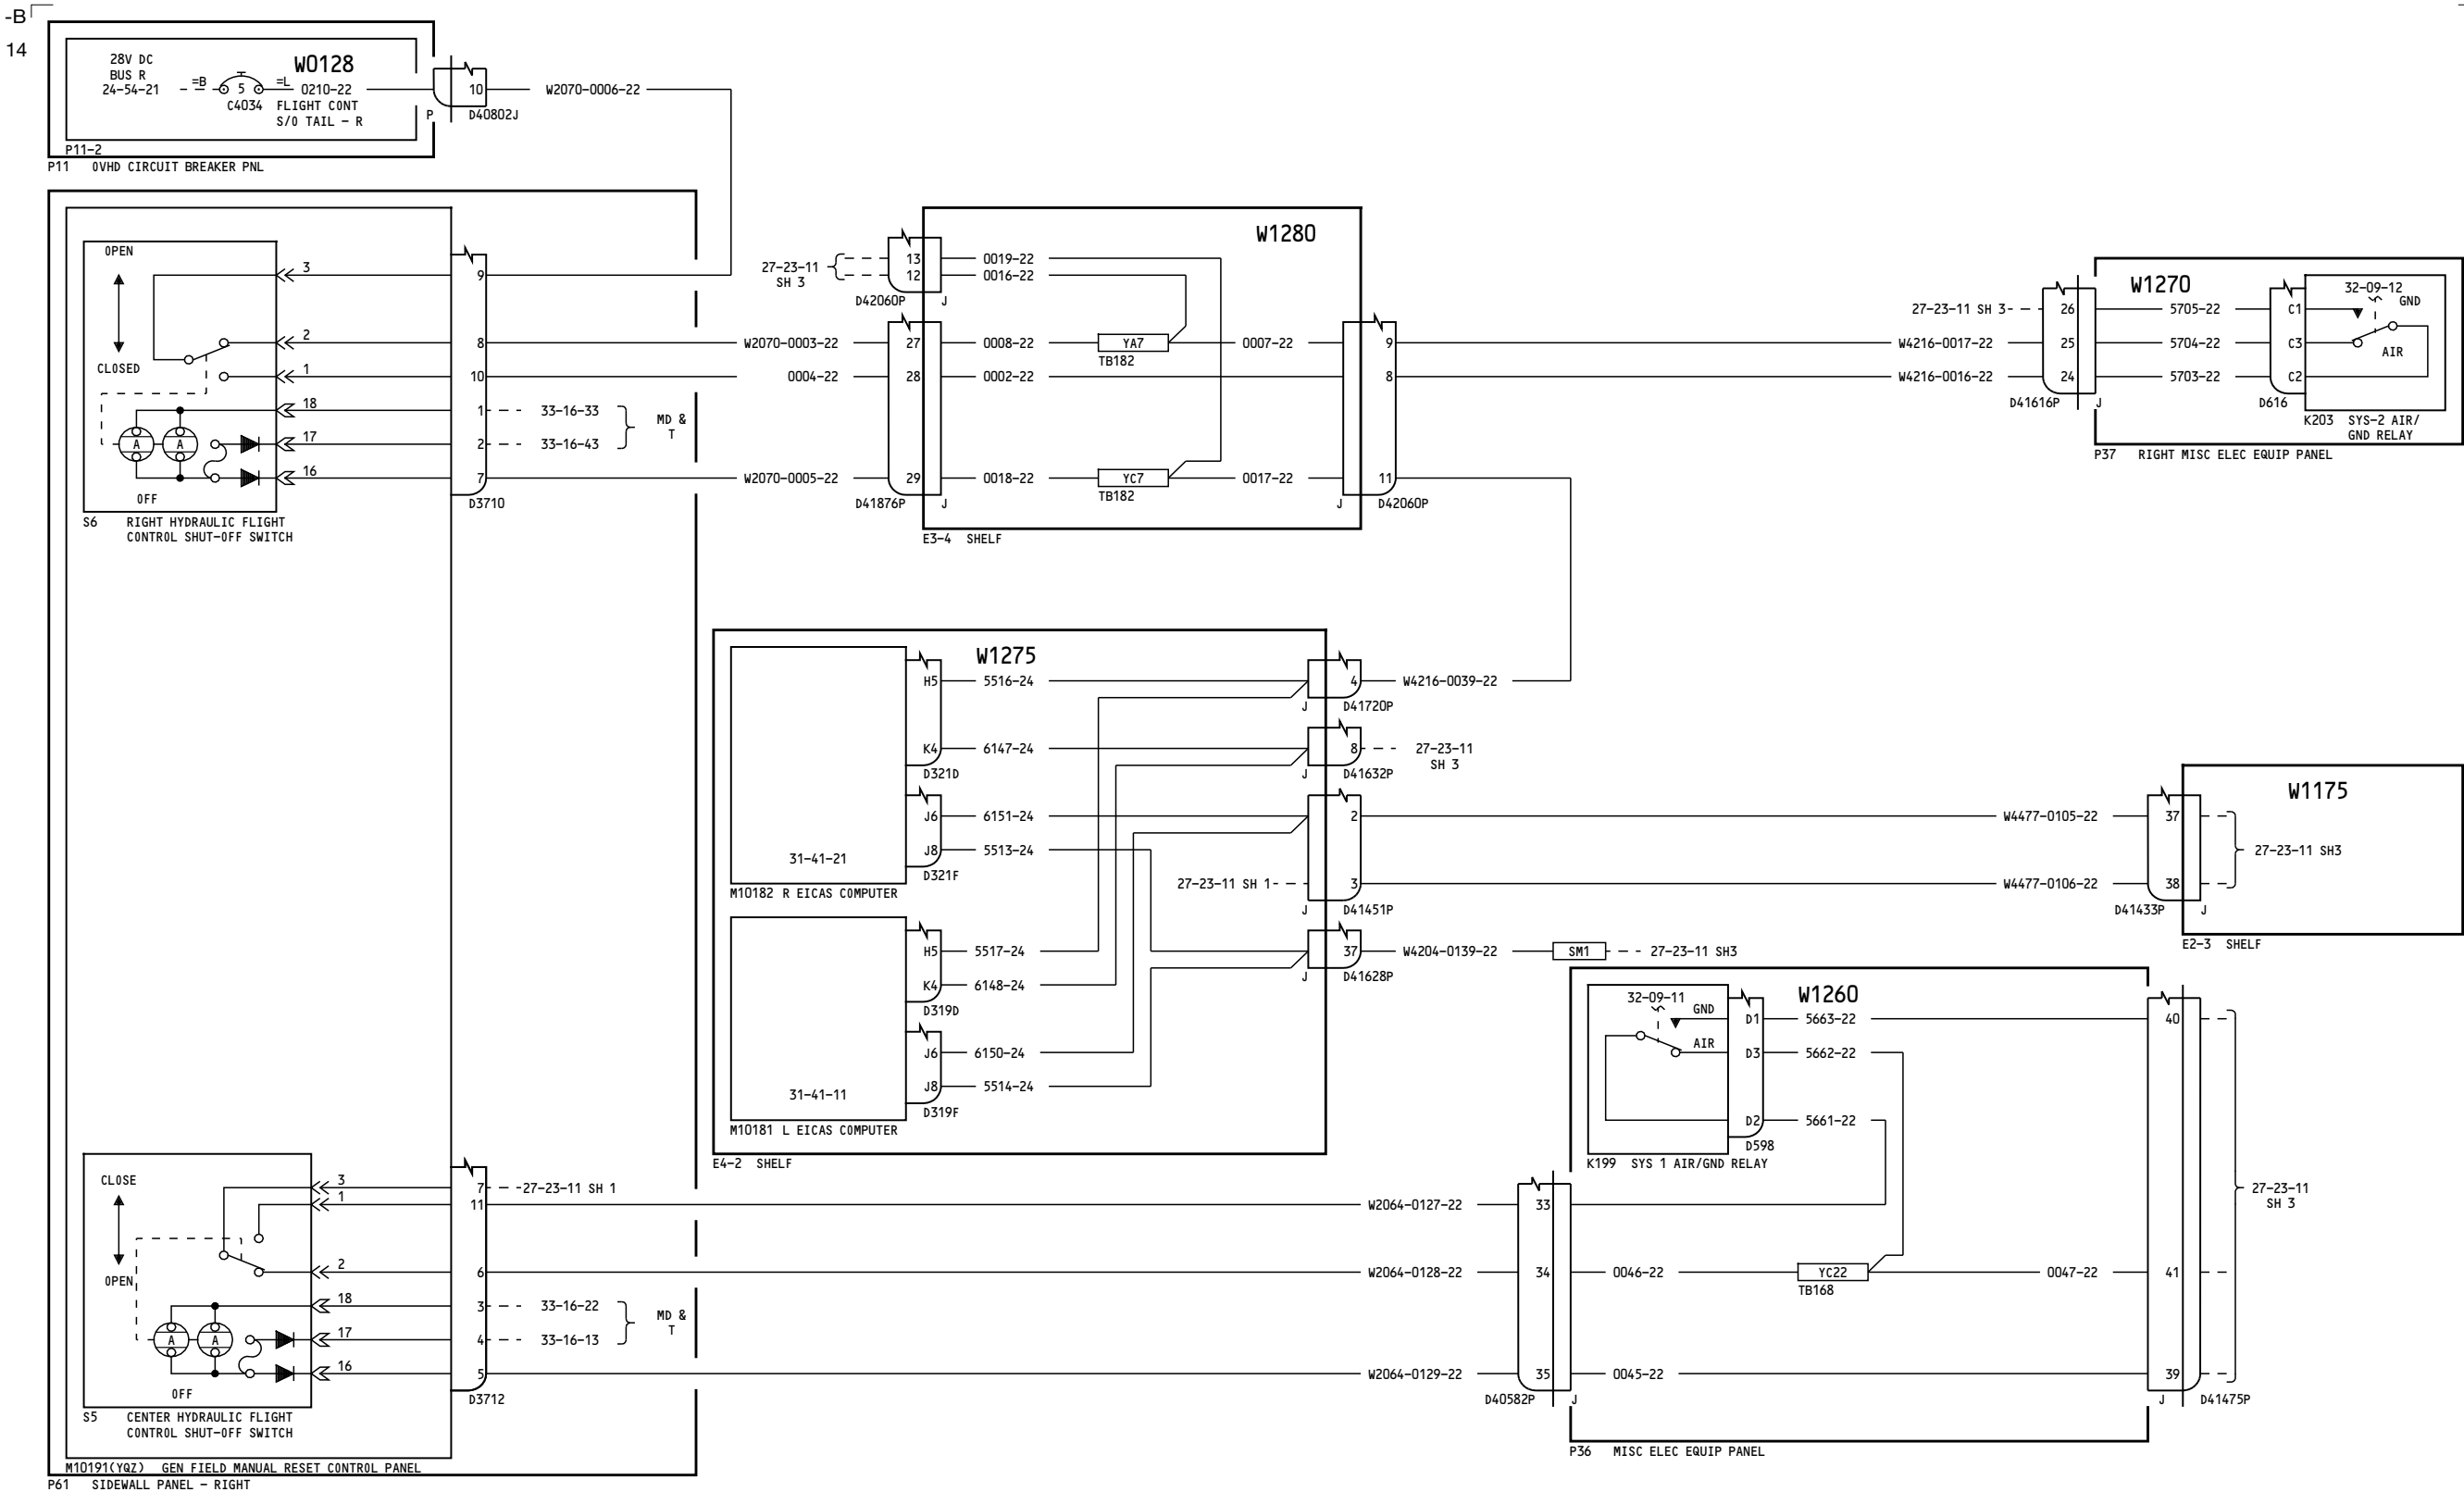 -B
14
28V DC
BUS R
24-54-21
=B
5
=L
C4034
W0128
0210-22
FLIGHT CONT
S/O TAIL - R
P
10
D40802J
W2070-0006-22
P11-2
P11 OVHD CIRCUIT BREAKER PNL
OPEN
CLOSED
3
2
1
18
17
16
A
A
OFF
S6 RIGHT HYDRAULIC FLIGHT
CONTROL SHUT-OFF SWITCH
9
8
10
1
2
7
D3710
33-16-33
33-16-43
MD &
T
W2070-0003-22
0004-22
W2070-0005-22
27-23-11
SH 3
13
12
D42060P
J
27
28
29
D41876P
J
W1280
0019-22
0016-22
0008-22
YA7
TB182
0007-22
0002-22
0018-22
YC7
TB182
0017-22
9
8
11
J
D42060P
E3-4 SHELF
W4216-0017-22
W4216-0016-22
27-23-11 SH 3
26
25
24
D41616P
J
W1270
5705-22
5704-22
5703-22
C1
C3
C2
D616
32-09-12
GND
AIR
K203 SYS-2 AIR/
GND RELAY
P37 RIGHT MISC ELEC EQUIP PANEL
W1275
H5
5516-24
K4
6147-24
D321D
J6
6151-24
J8
5513-24
D321F
31-41-21
M10182 R EICAS COMPUTER
H5
5517-24
K4
6148-24
D319D
J6
6150-24
J8
5514-24
D319F
31-41-11
M10181 L EICAS COMPUTER
E4-2 SHELF
4
J
D41720P
W4216-0039-22
8
J
D41632P
27-23-11
SH 3
2
27-23-11 SH 1
3
J
D41451P
37
J
D41628P
W4204-0139-22
SM1
27-23-11 SH3
W4477-0105-22
W4477-0106-22
37
38
D41433P
J
W1175
27-23-11 SH3
E2-3 SHELF
32-09-11
GND
AIR
D1
D3
D2
D598
W1260
5663-22
5662-22
5661-22
K199 SYS 1 AIR/GND RELAY
CLOSE
OPEN
3
1
2
18
17
16
A
A
OFF
S5 CENTER HYDRAULIC FLIGHT
CONTROL SHUT-OFF SWITCH
7
11
6
3
4
5
D3712
27-23-11 SH 1
33-16-22
33-16-13
MD &
T
W2064-0127-22
W2064-0128-22
W2064-0129-22
33
34
35
D40582P
J
0046-22
YC22
TB168
0047-22
0045-22
40
41
39
J
D41475P
27-23-11
SH 3
P36 MISC ELEC EQUIP PANEL
M10191(YQZ) GEN FIELD MANUAL RESET CONTROL PANEL
P61 SIDEWALL PANEL - RIGHT